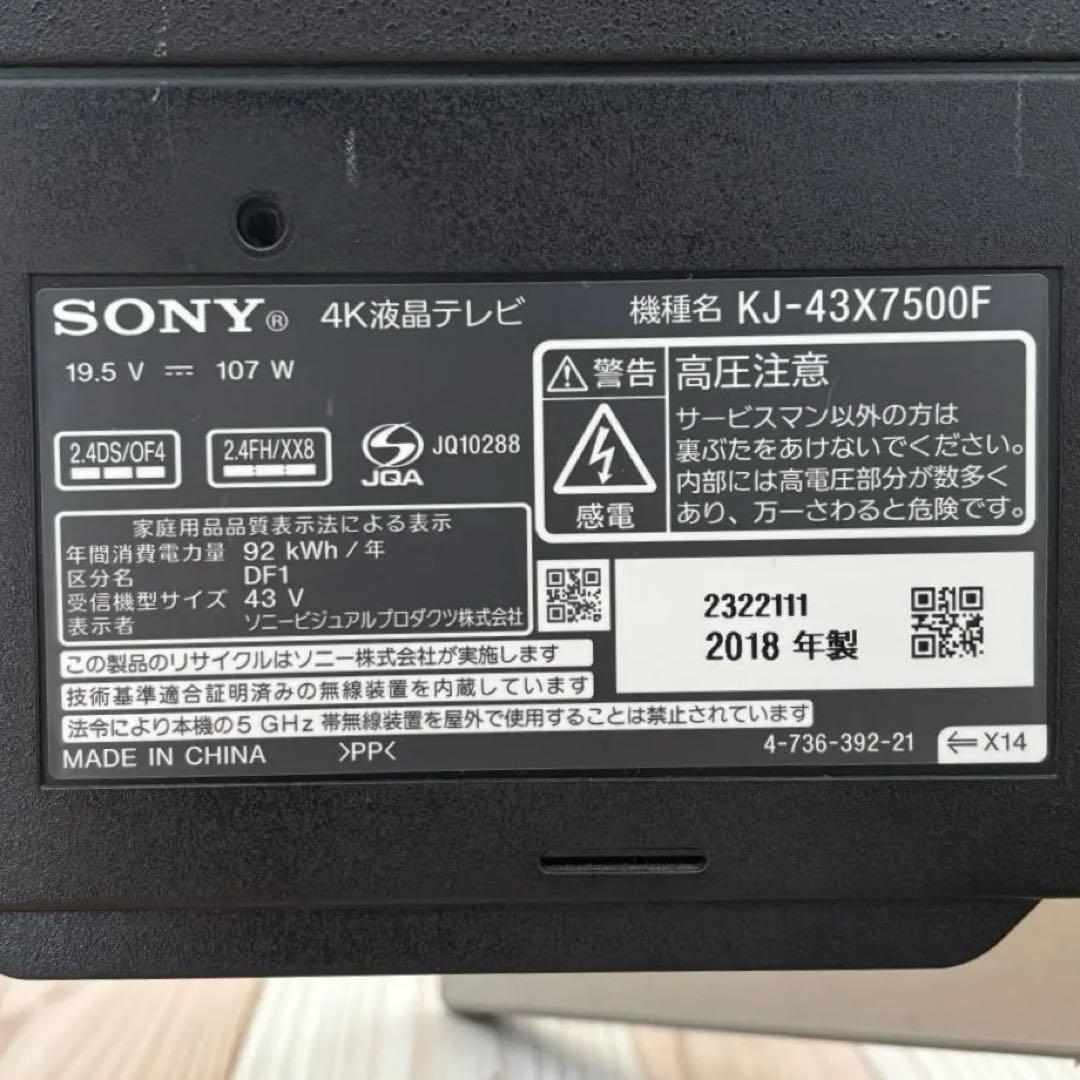 SONY® 4K液晶テレビ 機種名 KJ-43X7500F
19.5 V ⎓ 107 W
2.4DS/OF4 2.4FH/XX8 JQA JQ10288
⚠警告 高圧注意
感電
サービスマン以外の方は
裏ぶたをあけないでください。
内部には高電圧部分が数多く
あり、万一さわると危険です。
家庭用品品質表示法による表示
年間消費電力量 92 kWh / 年
区分名 DF1
受信機型サイズ 43 V
表示者 ソニービジュアルプロダクツ株式会社
2322111
2018 年製
この製品のリサイクルはソニー株式会社が実施します
技術基準適合証明済みの無線装置を内蔵しています
法令により本機の5 GHz 帯無線装置を屋外で使用することは禁止されています
MADE IN CHINA >PP< 4-736-392-21 ⇐ X14